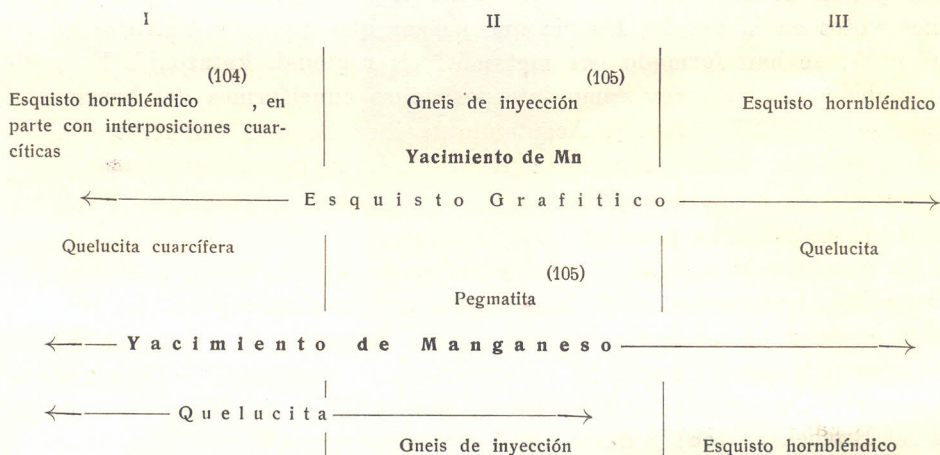 I II III
(104) (105)
Esquisto hornbléndico , en Gneis de inyección Esquisto hornbléndico
parte con interposiciones cuar-
cíticas Yacimiento de Mn
Esquisto Grafitico
Quelucita cuarcífera Quelucita
(105)
Pegmatita
Yacimiento de Manganeso
Quelucita
Gneis de inyección Esquisto hornbléndico